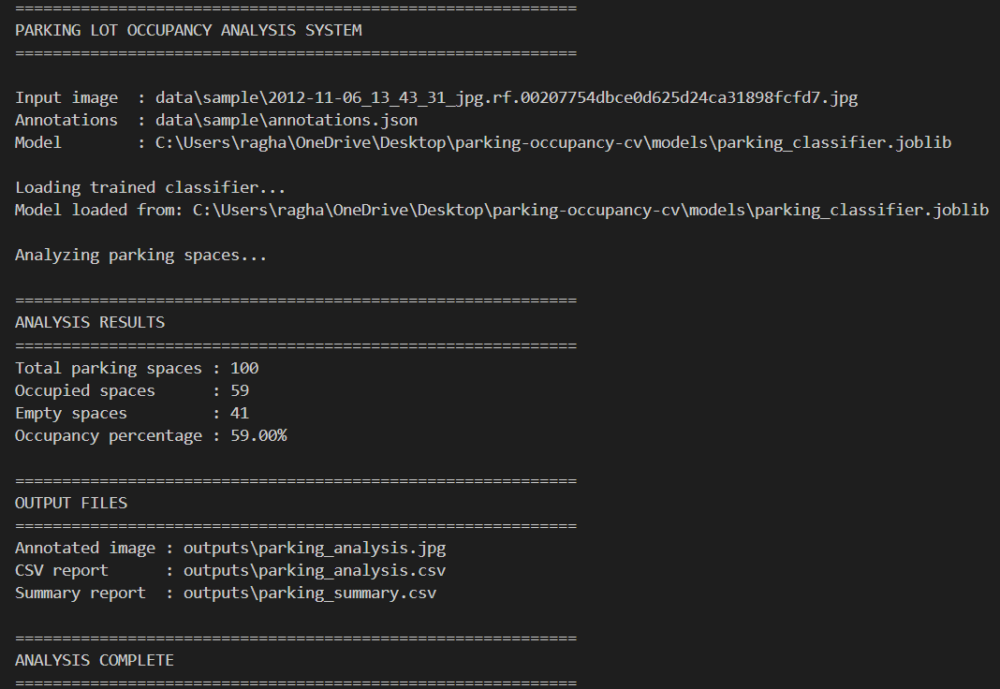 ============================================================
PARKING LOT OCCUPANCY ANALYSIS SYSTEM
============================================================
Input image  : data\sample\2012-11-06_13_43_31_jpg.rf.00207754dbce0d625d24ca31898fcfd7.jpg
Annotations  : data\sample\annotations.json
Model        : C:\Users\ragha\OneDrive\Desktop\parking-occupancy-cv\models\parking_classifier.joblib
Loading trained classifier...
Model loaded from: C:\Users\ragha\OneDrive\Desktop\parking-occupancy-cv\models\parking_classifier.joblib
Analyzing parking spaces...
============================================================
ANALYSIS RESULTS
============================================================
Total parking spaces : 100
Occupied spaces      : 59
Empty spaces         : 41
Occupancy percentage : 59.00%
============================================================
OUTPUT FILES
============================================================
Annotated image : outputs\parking_analysis.jpg
CSV report      : outputs\parking_analysis.csv
Summary report  : outputs\parking_summary.csv
============================================================
ANALYSIS COMPLETE
============================================================